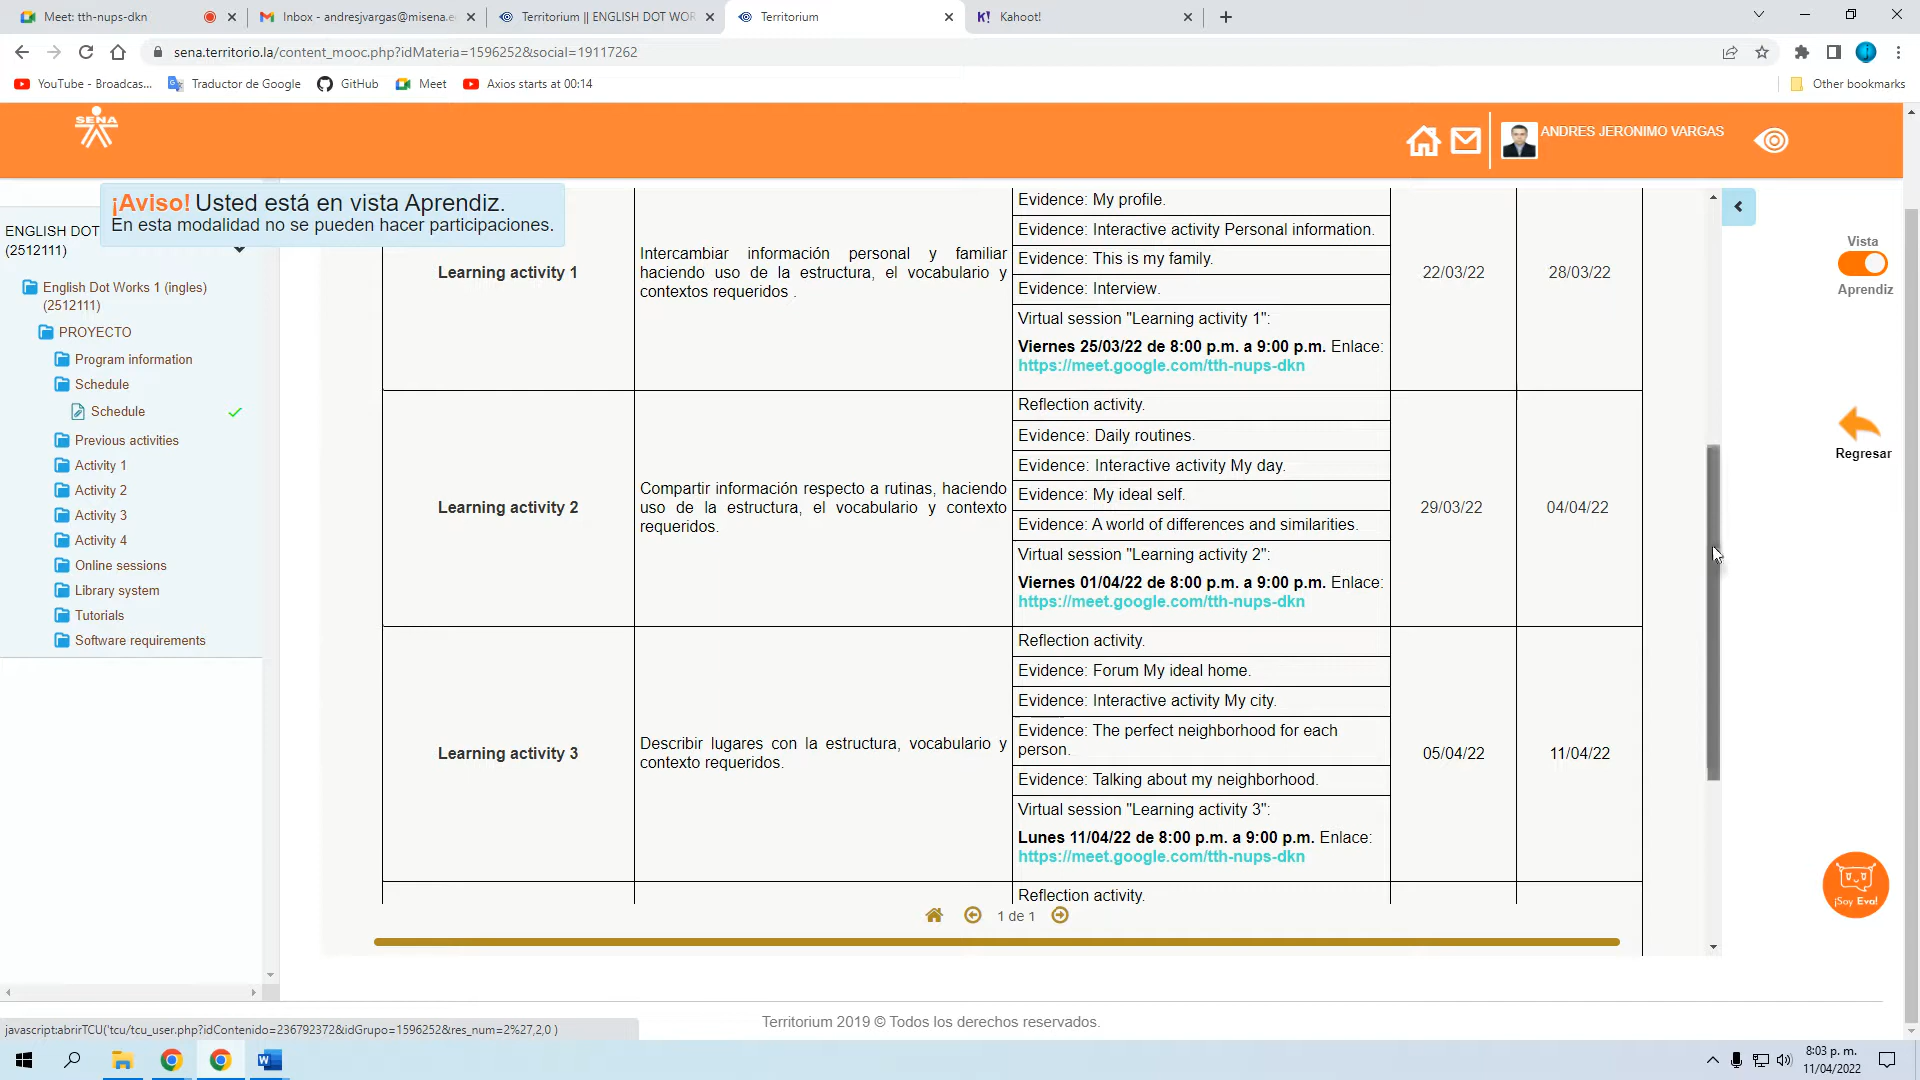 Meet: tth-nups-dkn
Inbox - andresjvargas@misena.e
Territorium || ENGLISH DOT WOR
Territorium
Kahoot!
sena.territorio.la/content_mooc.php?idMateria=1596252&social=19117262
YouTube - Broadcas...
Traductor de Google
GitHub
Meet
Axios starts at 00:14
Other bookmarks
SENA
ANDRES JERONIMO VARGAS
¡Aviso! Usted está en vista Aprendiz.
En esta modalidad no se pueden hacer participaciones.
ENGLISH DOT
(2512111)
English Dot Works 1 (ingles)
(2512111)
PROYECTO
Program information
Schedule
Schedule
Previous activities
Activity 1
Activity 2
Activity 3
Activity 4
Online sessions
Library system
Tutorials
Software requirements
Learning activity 1
Intercambiar información personal y familiar
haciendo uso de la estructura, el vocabulario y
contextos requeridos .
Evidence: My profile.
Evidence: Interactive activity Personal information.
Evidence: This is my family.
Evidence: Interview.
Virtual session "Learning activity 1":
Viernes 25/03/22 de 8:00 p.m. a 9:00 p.m. Enlace:
https://meet.google.com/tth-nups-dkn
22/03/22
28/03/22
Learning activity 2
Compartir información respecto a rutinas, haciendo
uso de la estructura, el vocabulario y contexto
requeridos.
Reflection activity.
Evidence: Daily routines.
Evidence: Interactive activity My day.
Evidence: My ideal self.
Evidence: A world of differences and similarities.
Virtual session "Learning activity 2":
Viernes 01/04/22 de 8:00 p.m. a 9:00 p.m. Enlace:
https://meet.google.com/tth-nups-dkn
29/03/22
04/04/22
Learning activity 3
Describir lugares con la estructura, vocabulario y
contexto requeridos.
Reflection activity.
Evidence: Forum My ideal home.
Evidence: Interactive activity My city.
Evidence: The perfect neighborhood for each
person.
Evidence: Talking about my neighborhood.
Virtual session "Learning activity 3":
Lunes 11/04/22 de 8:00 p.m. a 9:00 p.m. Enlace:
https://meet.google.com/tth-nups-dkn
05/04/22
11/04/22
Reflection activity.
1 de 1
Vista
Aprendiz
Regresar
¡Soy Eva!
javascript:abrirTCU('tcu/tcu_user.php?idContenido=236792372&idGrupo=1596252&res_num=2%27,2,0 )
Territorium 2019 © Todos los derechos reservados.
8:03 p. m.
11/04/2022